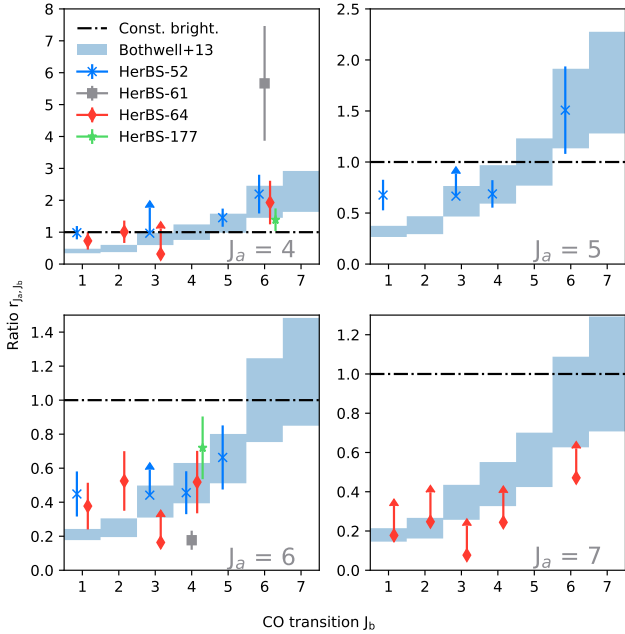 8
7
6
5
4
3
2
1
0
Const. bright.
Bothwell+13
HerBS-52
HerBS-61
HerBS-64
HerBS-177
Jₐ = 4
1 2 3 4 5 6 7
2.5
2.0
1.5
1.0
0.5
0.0
Jₐ = 5
1 2 3 4 5 6 7
Ratio r_{Jₐ, J_b}
1.4
1.2
1.0
0.8
0.6
0.4
0.2
0.0
Jₐ = 6
1 2 3 4 5 6 7
1.2
1.0
0.8
0.6
0.4
0.2
0.0
Jₐ = 7
1 2 3 4 5 6 7
CO transition J_b